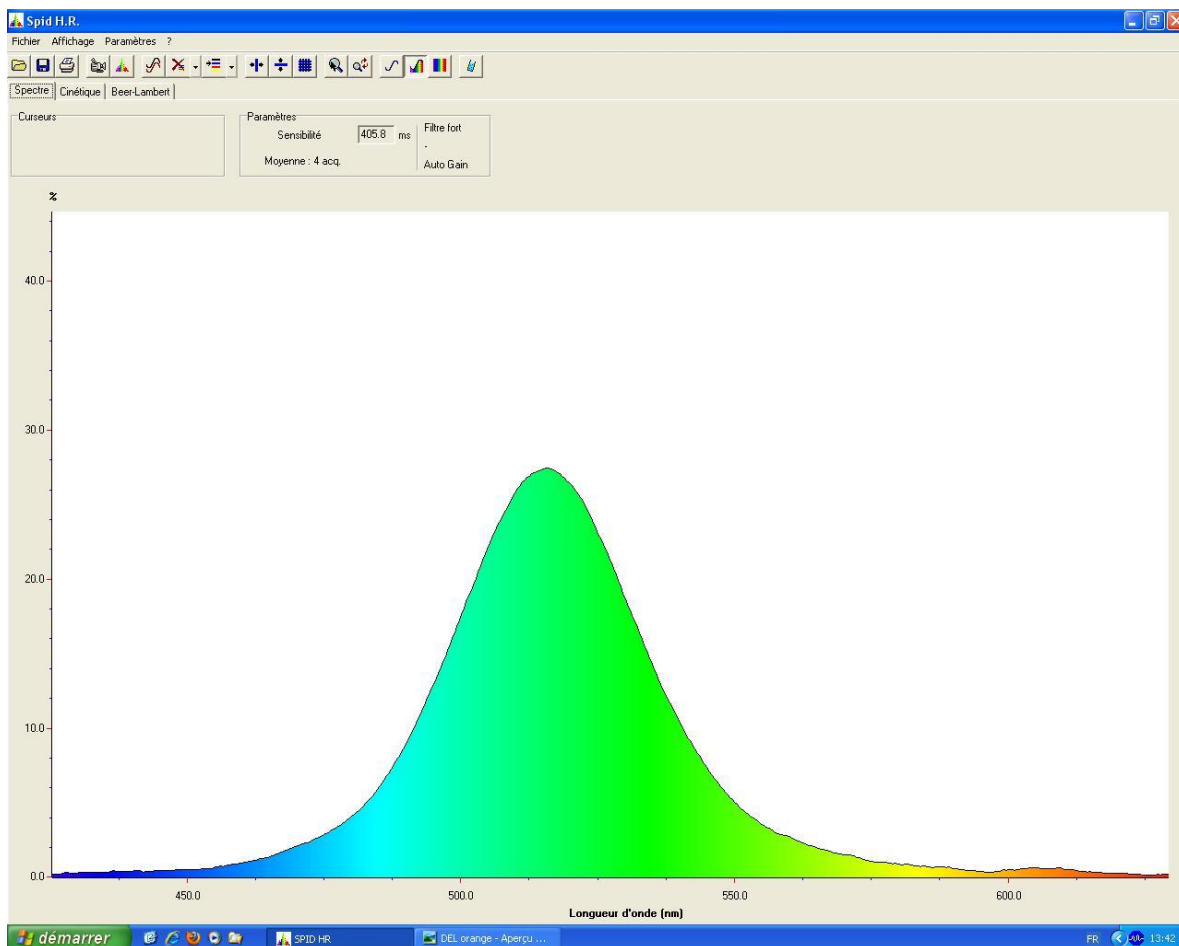 Spid H.R.
Fichier Affichage Paramètres ?
Spectre Cinétique Beer-Lambert
Curseurs
Paramètres
Sensibilité 405.8 ms Filtre fort
-
Moyenne : 4 acq. Auto Gain
%
40.0
30.0
20.0
10.0
0.0
450.0 500.0 550.0 600.0
Longueur d'onde (nm)
démarrer SPID HR DEL orange - Aperçu ... FR 13:42